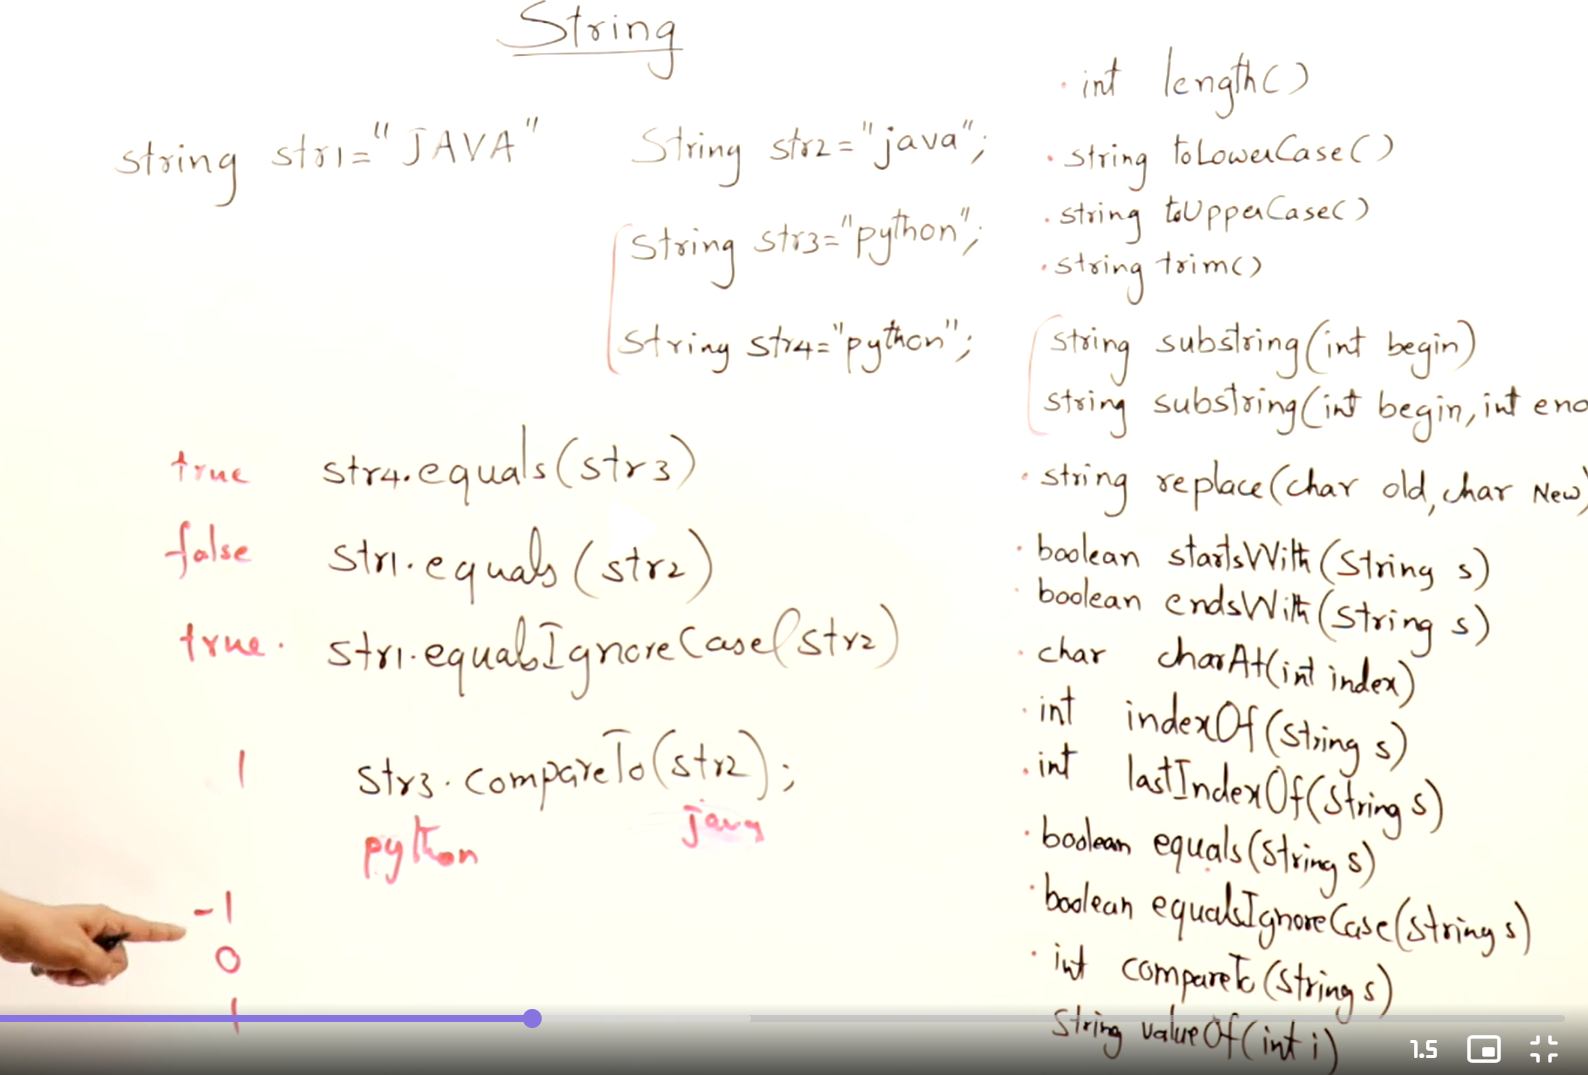 String
string str1="JAVA"
String str2="java";
String str3="python";
String str4="python";
true str4.equals(str3)
false str1.equals(str2)
true. str1.equalsIgnoreCase(str2)
1 str3.compareTo(str2);
python java
-1
0
1
. int length()
. string toLowerCase()
. string toUpperCase()
. string trim()
string substring(int begin)
string substring(int begin, int end
. string replace(char old, char New)
. boolean startsWith(String s)
. boolean endsWith(String s)
. char charAt(int index)
. int indexOf(String s)
. int lastIndexOf(String s)
. boolean equals(String s)
. boolean equalsIgnoreCase(String s)
. int compareTo(String s)
String valueOf(int i)
1.5